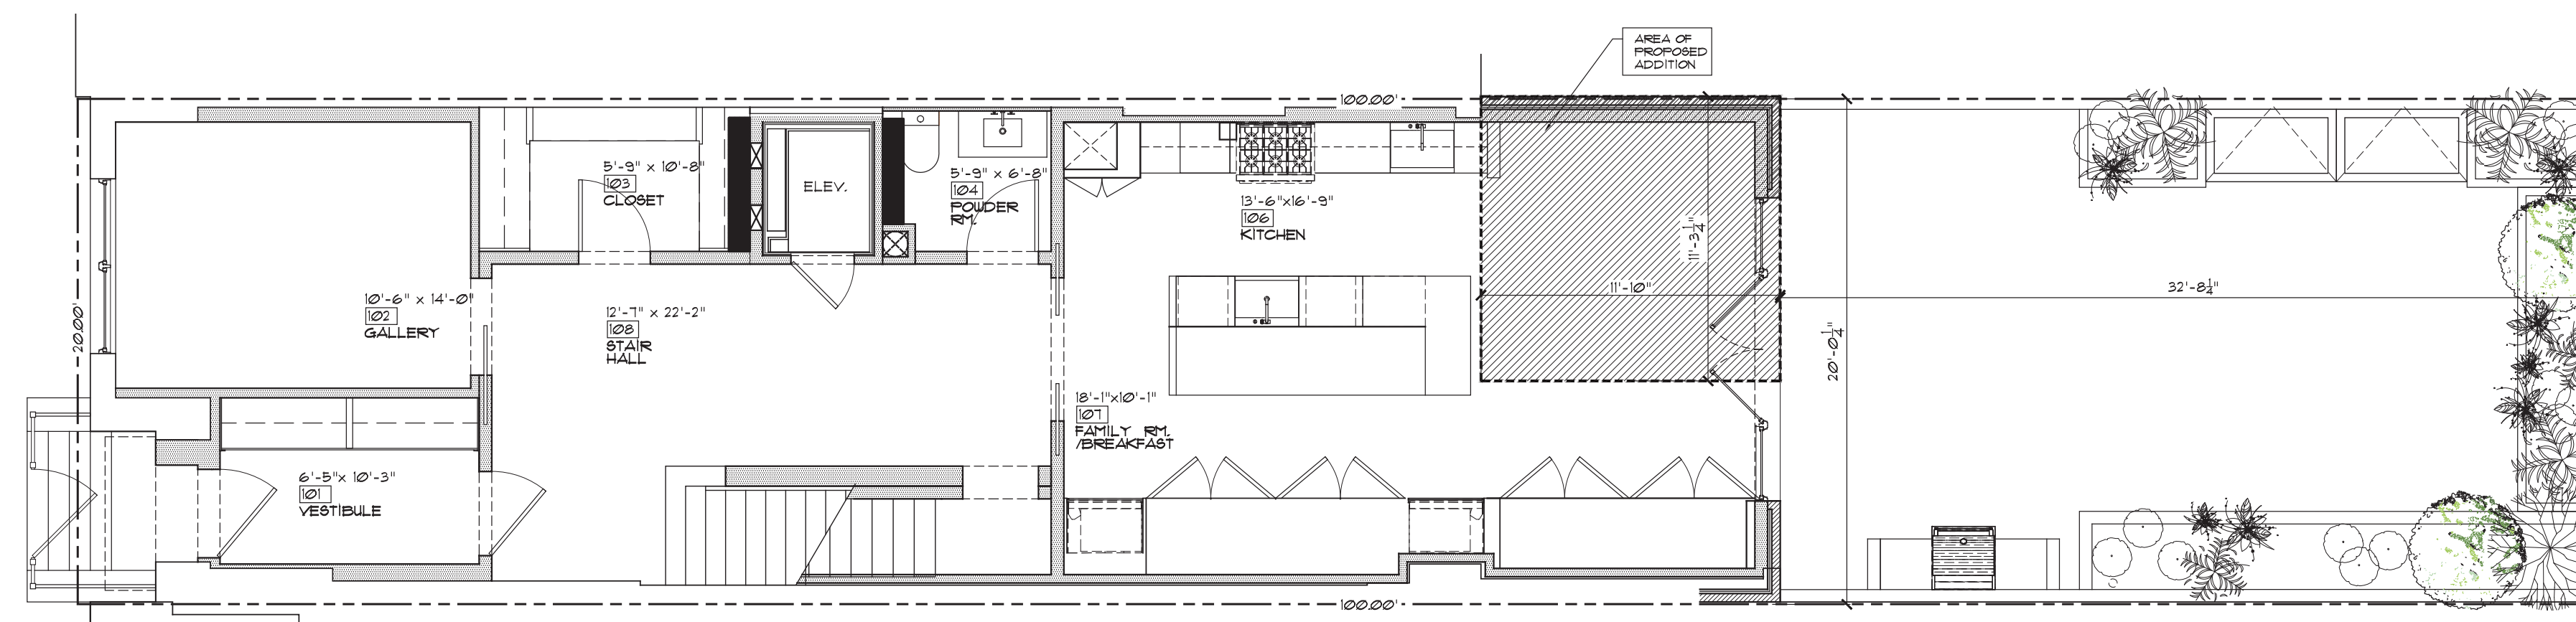 AREA OF
PROPOSED
ADDITION
100.00'
5'-9" x 10'-8"
103
CLOSET
ELEV.
5'-9" x 6'-8"
104
POWDER
RM.
13'-6"x16'-9"
106
KITCHEN
11'-3 1/4"
11'-10"
32'-8 1/4"
20'-0 1/4"
20.00'
10'-6" x 14'-0"
102
GALLERY
12'-7" x 22'-2"
108
STAIR
HALL
18'-1"x10'-1"
107
FAMILY RM.
/BREAKFAST
6'-5"x 10'-3"
101
VESTIBULE
100.00'